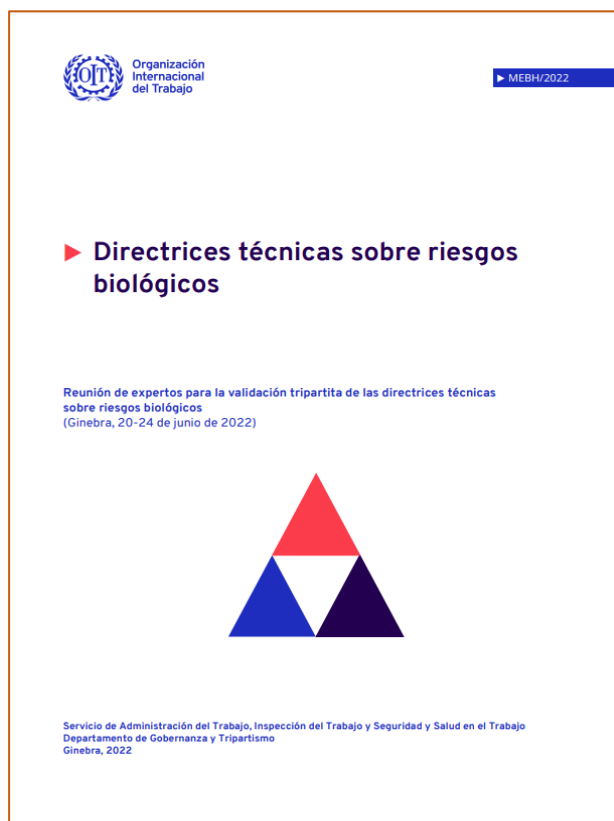 OIT
Organización
Internacional
del Trabajo
▶ MEBH/2022
▶ Directrices técnicas sobre riesgos
biológicos
Reunión de expertos para la validación tripartita de las directrices técnicas
sobre riesgos biológicos
(Ginebra, 20-24 de junio de 2022)
Servicio de Administración del Trabajo, Inspección del Trabajo y Seguridad y Salud en el Trabajo
Departamento de Gobernanza y Tripartismo
Ginebra, 2022